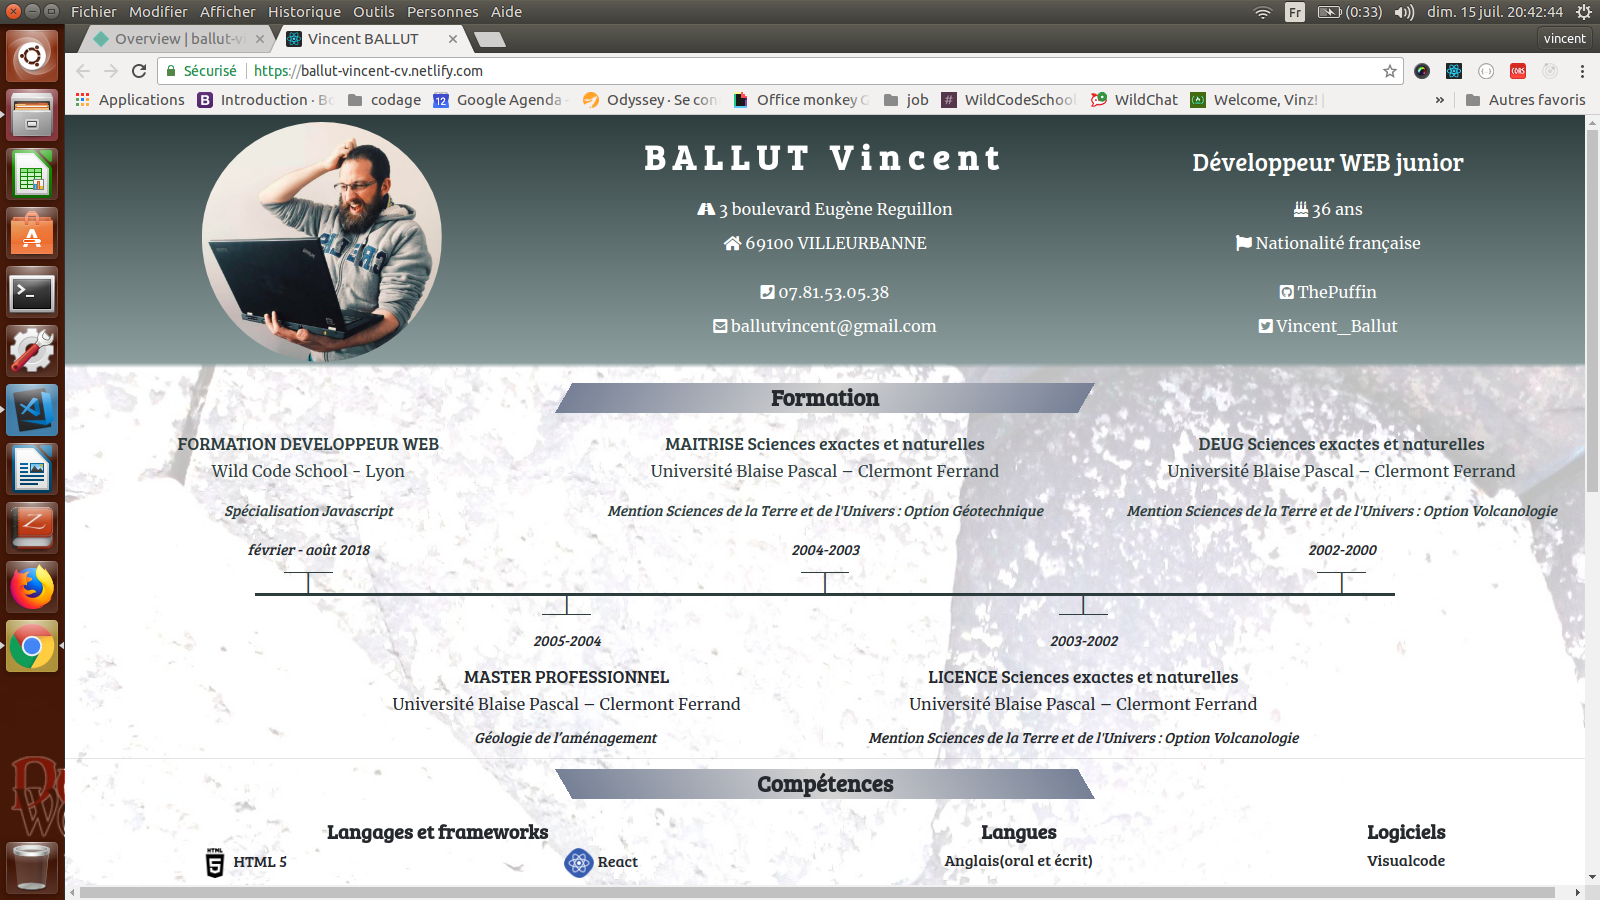 Fichier Modifier Afficher Historique Outils Personnes Aide
Fr (0:33) dim. 15 juil. 20:42:44
Overview | ballut-vi
Vincent BALLUT
vincent
Sécurisé https://ballut-vincent-cv.netlify.com
CORS
Applications Introduction · Bo codage 12 Google Agenda - Odyssey · Se con Office monkey job WildCodeSchool WildChat Welcome, Vinz! | » Autres favoris
BALLUT Vincent
3 boulevard Eugène Reguillon
69100 VILLEURBANNE
07.81.53.05.38
ballutvincent@gmail.com
Développeur WEB junior
36 ans
Nationalité française
ThePuffin
Vincent_Ballut
Formation
FORMATION DEVELOPPEUR WEB
Wild Code School - Lyon
Spécialisation Javascript
février - août 2018
MAITRISE Sciences exactes et naturelles
Université Blaise Pascal – Clermont Ferrand
Mention Sciences de la Terre et de l'Univers : Option Géotechnique
2004-2003
DEUG Sciences exactes et naturelles
Université Blaise Pascal – Clermont Ferrand
Mention Sciences de la Terre et de l'Univers : Option Volcanologie
2002-2000
2005-2004
MASTER PROFESSIONNEL
Université Blaise Pascal – Clermont Ferrand
Géologie de l’aménagement
2003-2002
LICENCE Sciences exactes et naturelles
Université Blaise Pascal – Clermont Ferrand
Mention Sciences de la Terre et de l'Univers : Option Volcanologie
Compétences
Langages et frameworks
HTML 5
React
Langues
Anglais(oral et écrit)
Logiciels
Visualcode